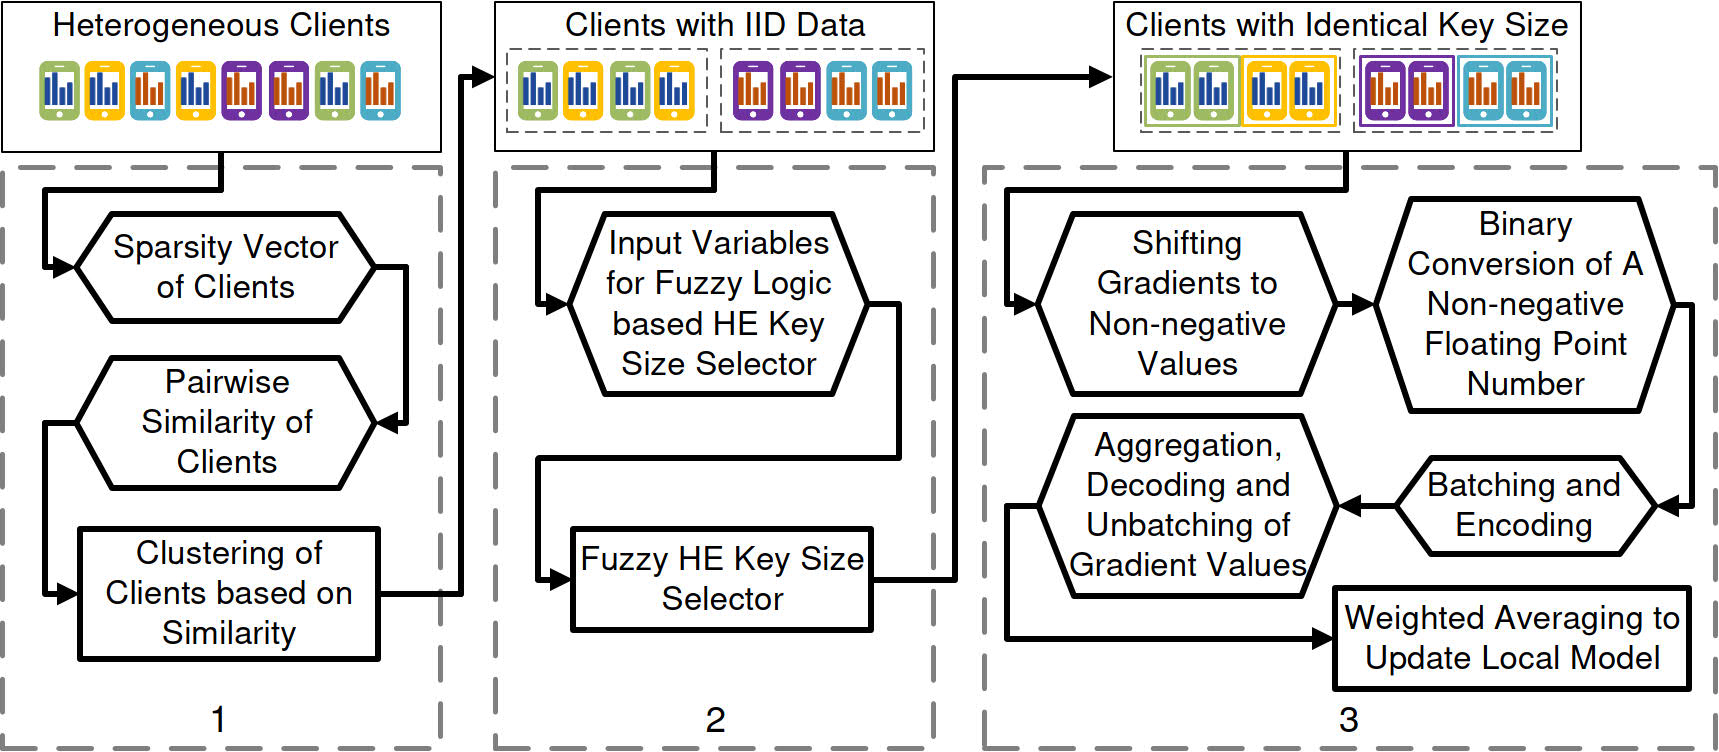 Heterogeneous Clients
Sparsity Vector
of Clients
Pairwise
Similarity of
Clients
Clustering of
Clients based on
Similarity
1
Clients with IID Data
Input Variables
for Fuzzy Logic
based HE Key
Size Selector
Fuzzy HE Key Size
Selector
2
Clients with Identical Key Size
Shifting
Gradients to
Non-negative
Values
Binary
Conversion of A
Non-negative
Floating Point
Number
Batching and
Encoding
Aggregation,
Decoding and
Unbatching of
Gradient Values
Weighted Averaging to
Update Local Model
3